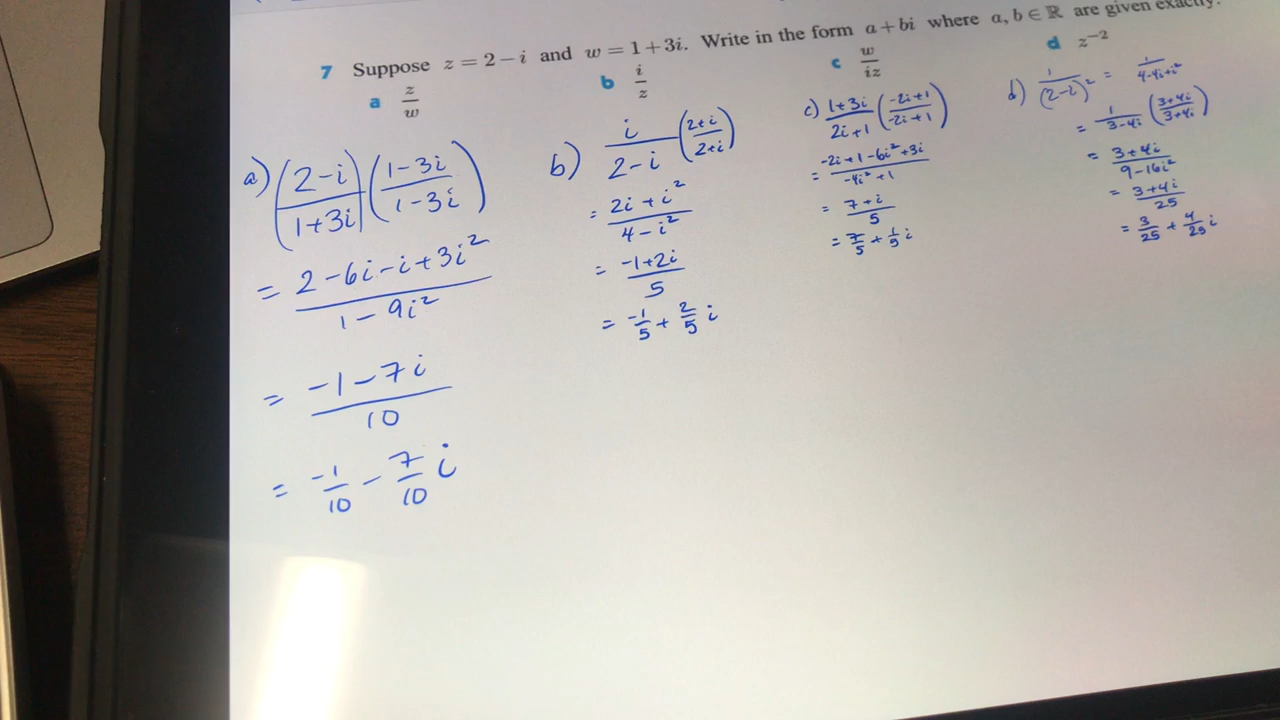 7 Suppose z = 2 − i and w = 1 + 3i. Write in the form a + bi where a, b ∈ ℝ are given exactly.
a z/w
b i/z
c w/iz
d z⁻²
a) (2-i/1+3i)(1-3i/1-3i)
= 2-6i-i+3i²/1-9i²
= -1-7i/10
= -1/10 - 7/10 i
b) i/2-i (2+i/2+i)
= 2i+i²/4-i²
= -1+2i/5
= -1/5 + 2/5 i
c) 1+3i/2i+1 (-2i+1/-2i+1)
= -2i+1-6i²+3i/-4i²+1
= 7+i/5
= 7/5 + 1/5 i
d) 1/(2-i)² = 1/4-4i+i²
= 1/3-4i (3+4i/3+4i)
= 3+4i/9-16i²
= 3+4i/25
= 3/25 + 4/25 i